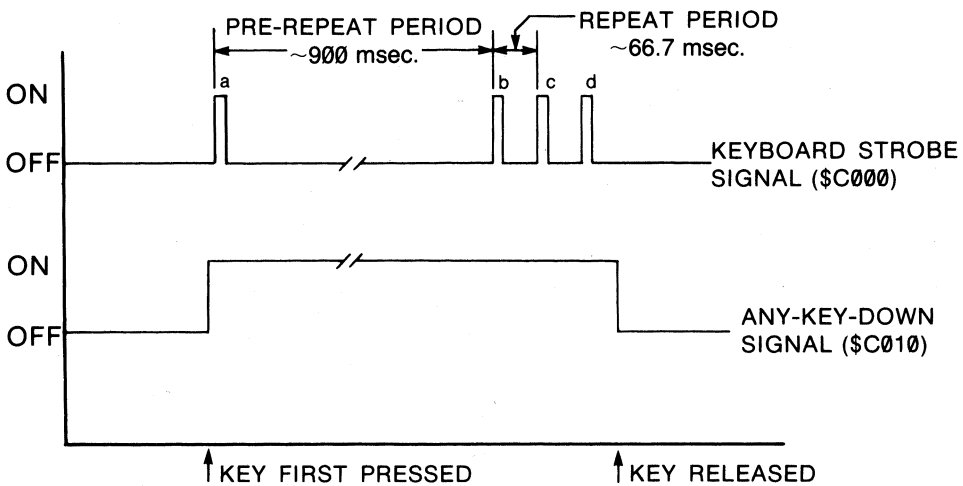 PRE-REPEAT PERIOD
~9øø msec.
REPEAT PERIOD
~66.7 msec.
a
b
c
d
ON
OFF
KEYBOARD STROBE
SIGNAL ($CøøØ)
ON
OFF
ANY-KEY-DOWN
SIGNAL ($Cø1ø)
KEY FIRST PRESSED
KEY RELEASED